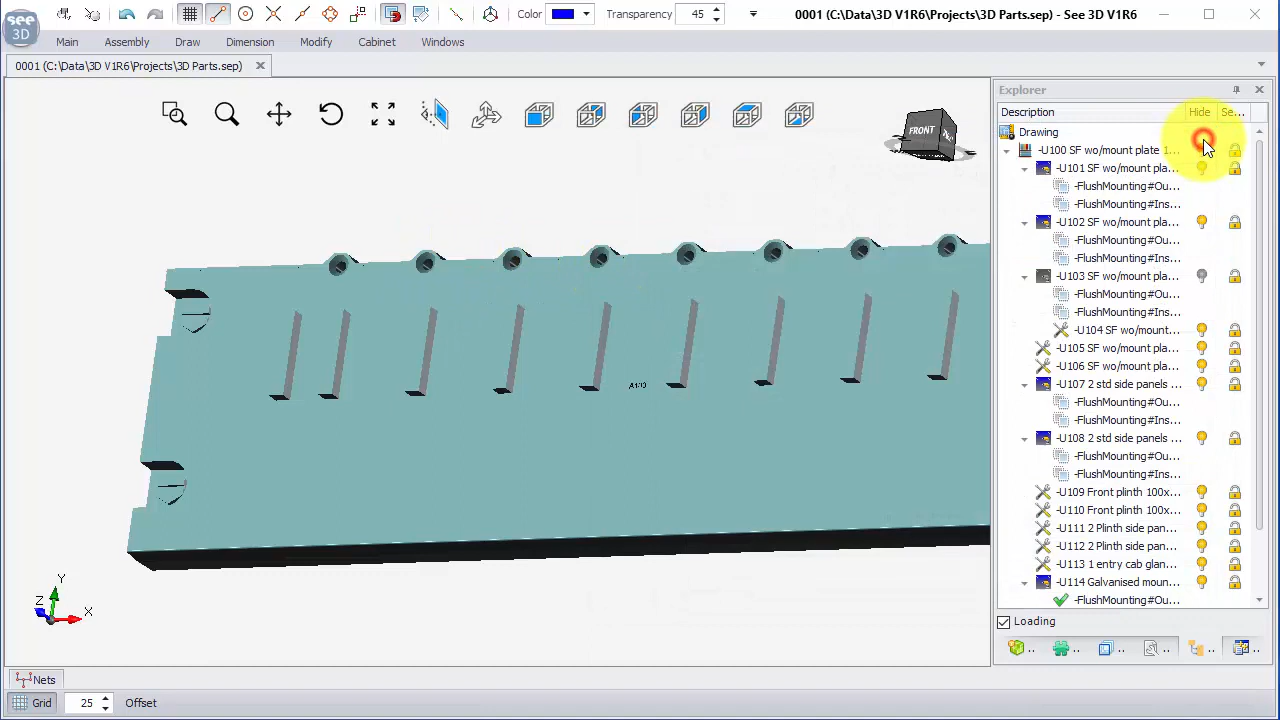 see
3D
Color
Transparency 45
0001 (C:\Data\3D V1R6\Projects\3D Parts.sep) - See 3D V1R6
Main Assembly Draw Dimension Modify Cabinet Windows
0001 (C:\Data\3D V1R6\Projects\3D Parts.sep)
FRONT
A100
Y
Z
X
Explorer
Description Hide Se...
Drawing
-U100 SF wo/mount plate 1...
-U101 SF wo/mount pla...
-FlushMounting#Ou...
-FlushMounting#Ins...
-U102 SF wo/mount pla...
-FlushMounting#Ou...
-FlushMounting#Ins...
-U103 SF wo/mount pla...
-FlushMounting#Ou...
-FlushMounting#Ins...
-U104 SF wo/mount...
-U105 SF wo/mount pla...
-U106 SF wo/mount pla...
-U107 2 std side panels ...
-FlushMounting#Ou...
-FlushMounting#Ins...
-U108 2 std side panels ...
-FlushMounting#Ou...
-FlushMounting#Ins...
-U109 Front plinth 100x...
-U110 Front plinth 100x...
-U111 2 Plinth side pan...
-U112 2 Plinth side pan...
-U113 1 entry cab glan...
-U114 Galvanised moun...
-FlushMounting#Ou...
Loading
Nets
Grid 25 Offset